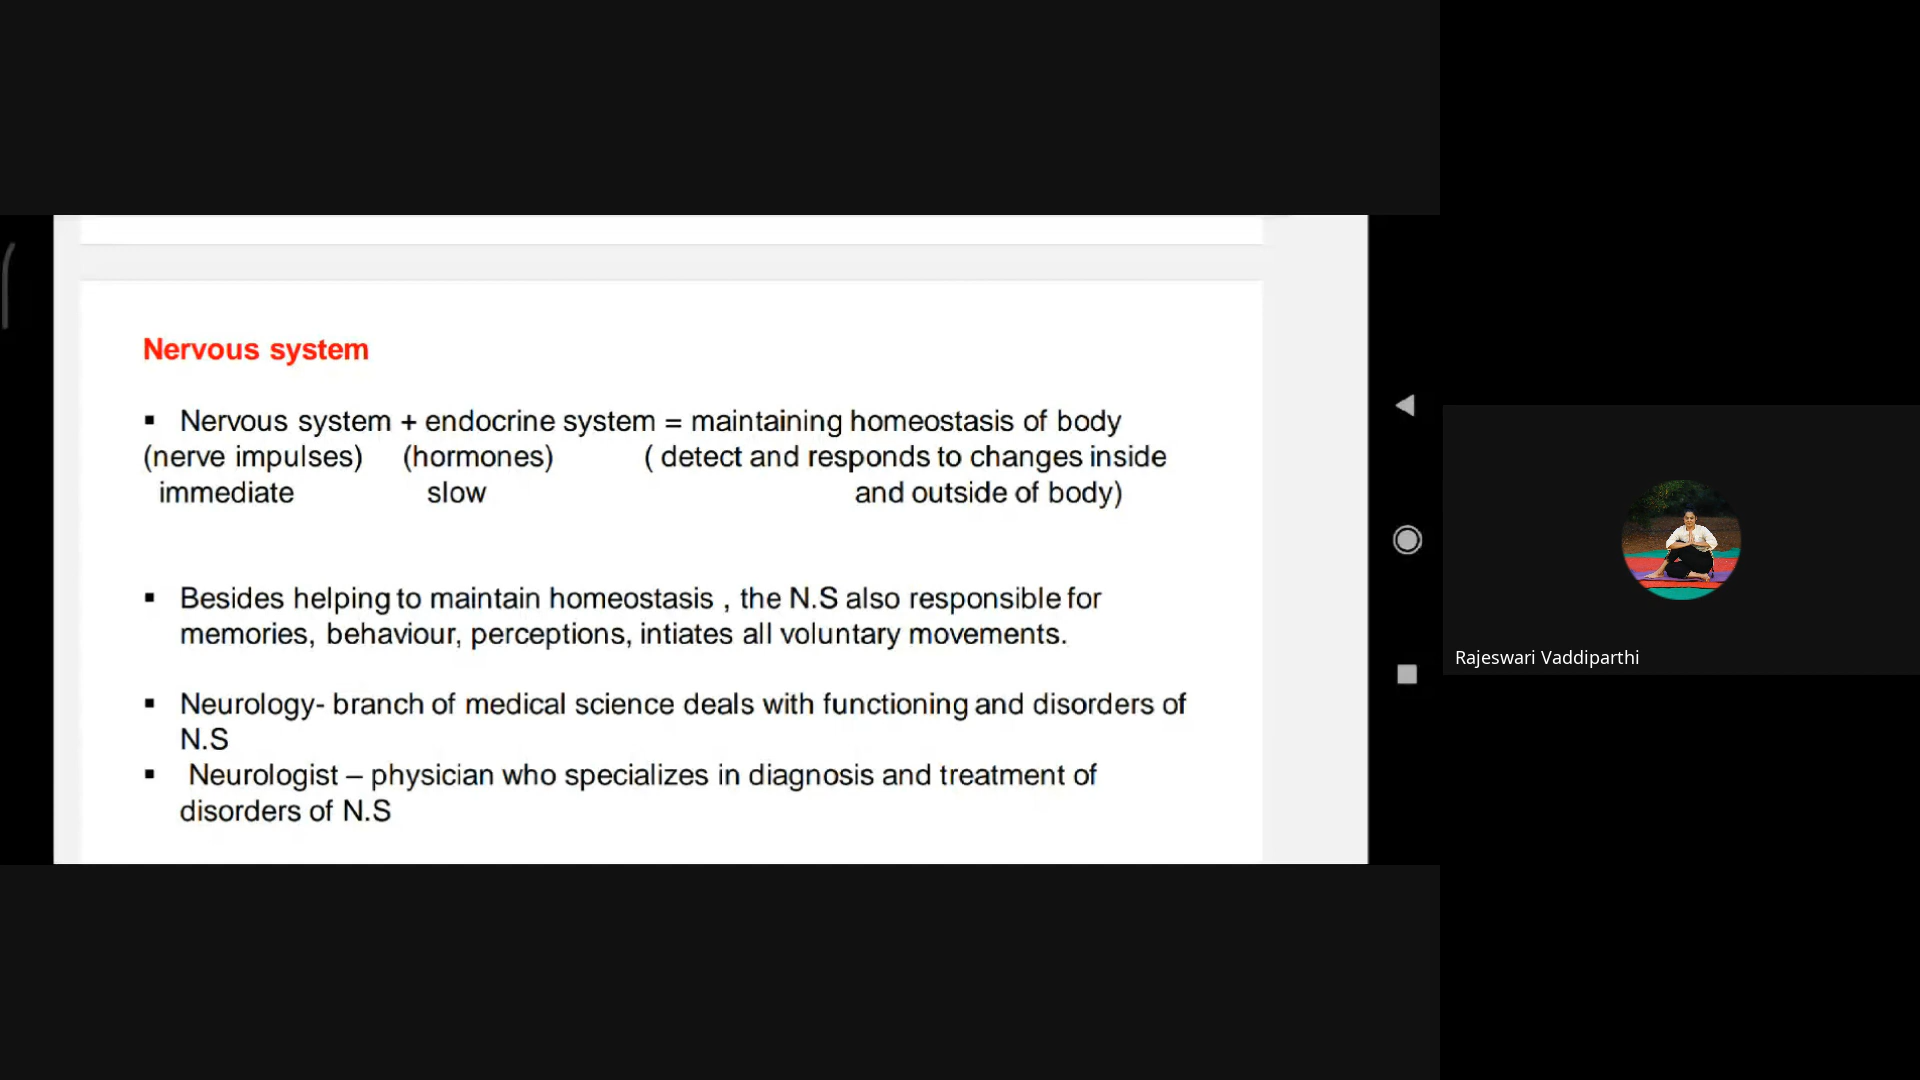 Nervous system
▪ Nervous system + endocrine system = maintaining homeostasis of body
(nerve impulses) (hormones) ( detect and responds to changes inside
immediate slow and outside of body)
▪ Besides helping to maintain homeostasis , the N.S also responsible for
memories, behaviour, perceptions, intiates all voluntary movements.
▪ Neurology- branch of medical science deals with functioning and disorders of
N.S
▪ Neurologist – physician who specializes in diagnosis and treatment of
disorders of N.S
Rajeswari Vaddiparthi